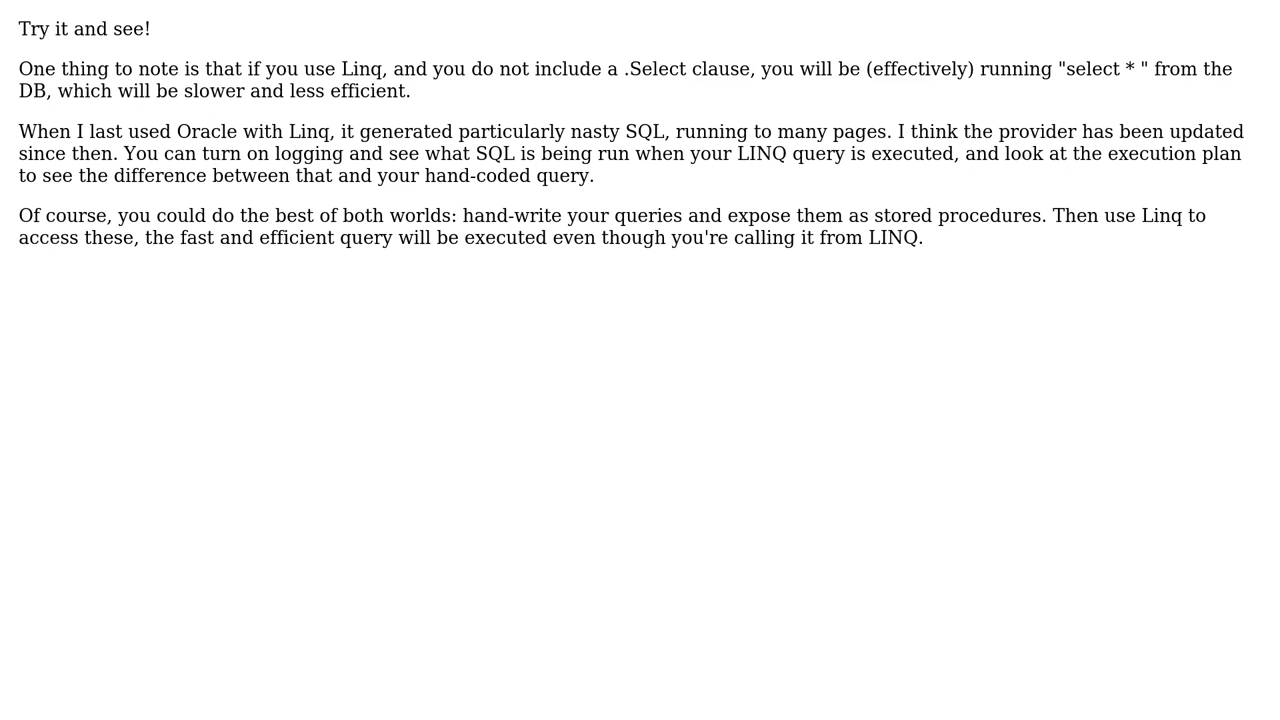 Try it and see!
One thing to note is that if you use Linq, and you do not include a .Select clause, you will be (effectively) running "select * " from the
DB, which will be slower and less efficient.
When I last used Oracle with Linq, it generated particularly nasty SQL, running to many pages. I think the provider has been updated
since then. You can turn on logging and see what SQL is being run when your LINQ query is executed, and look at the execution plan
to see the difference between that and your hand-coded query.
Of course, you could do the best of both worlds: hand-write your queries and expose them as stored procedures. Then use Linq to
access these, the fast and efficient query will be executed even though you're calling it from LINQ.